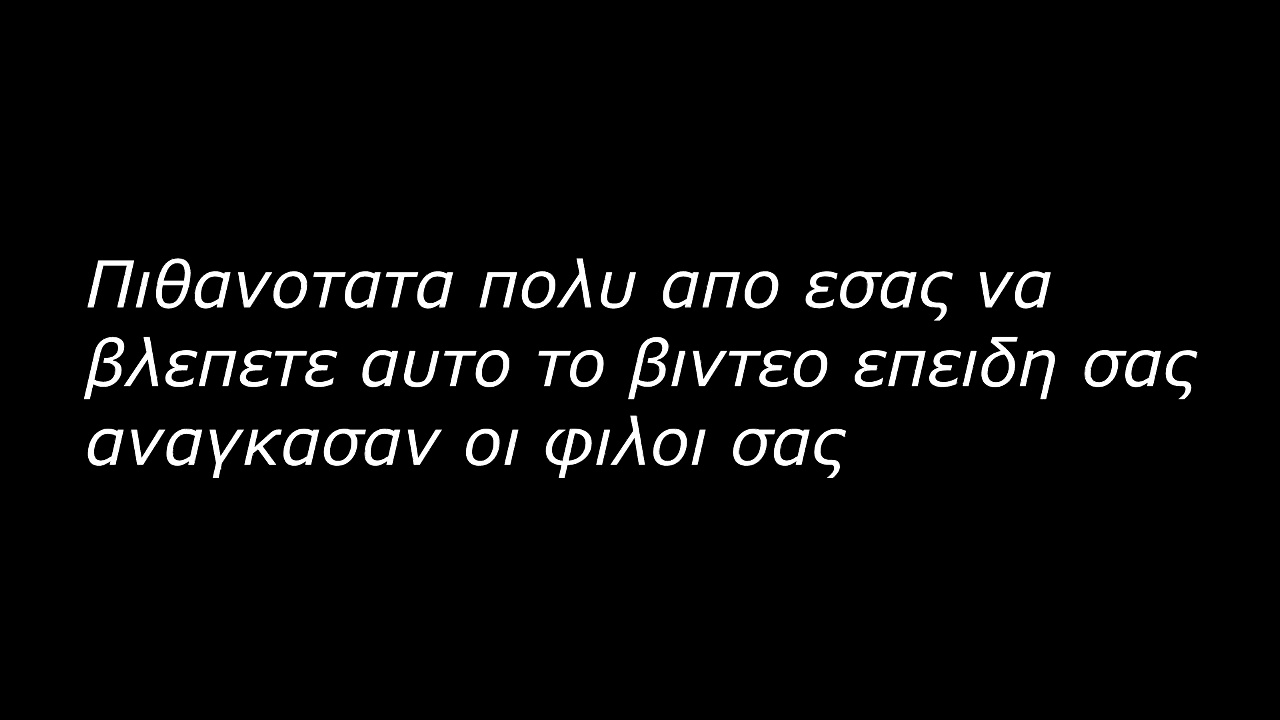 Πιθανοτατα πολυ απο εσας να
βλεπετε αυτο το βιντεο επειδη σας
αναγκασαν οι φιλοι σας